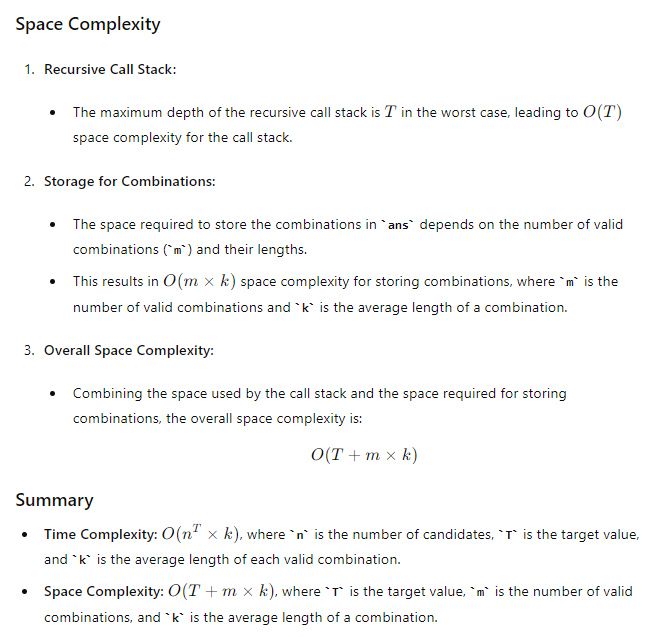 Space Complexity
1. Recursive Call Stack:
• The maximum depth of the recursive call stack is T in the worst case, leading to O(T)
space complexity for the call stack.
2. Storage for Combinations:
• The space required to store the combinations in `ans` depends on the number of valid
combinations (`m`) and their lengths.
• This results in O(m × k) space complexity for storing combinations, where `m` is the
number of valid combinations and `k` is the average length of a combination.
3. Overall Space Complexity:
• Combining the space used by the call stack and the space required for storing
combinations, the overall space complexity is:
O(T + m × k)
Summary
• Time Complexity: O(n^T × k), where `n` is the number of candidates, `T` is the target value,
and `k` is the average length of each valid combination.
• Space Complexity: O(T + m × k), where `T` is the target value, `m` is the number of valid
combinations, and `k` is the average length of a combination.